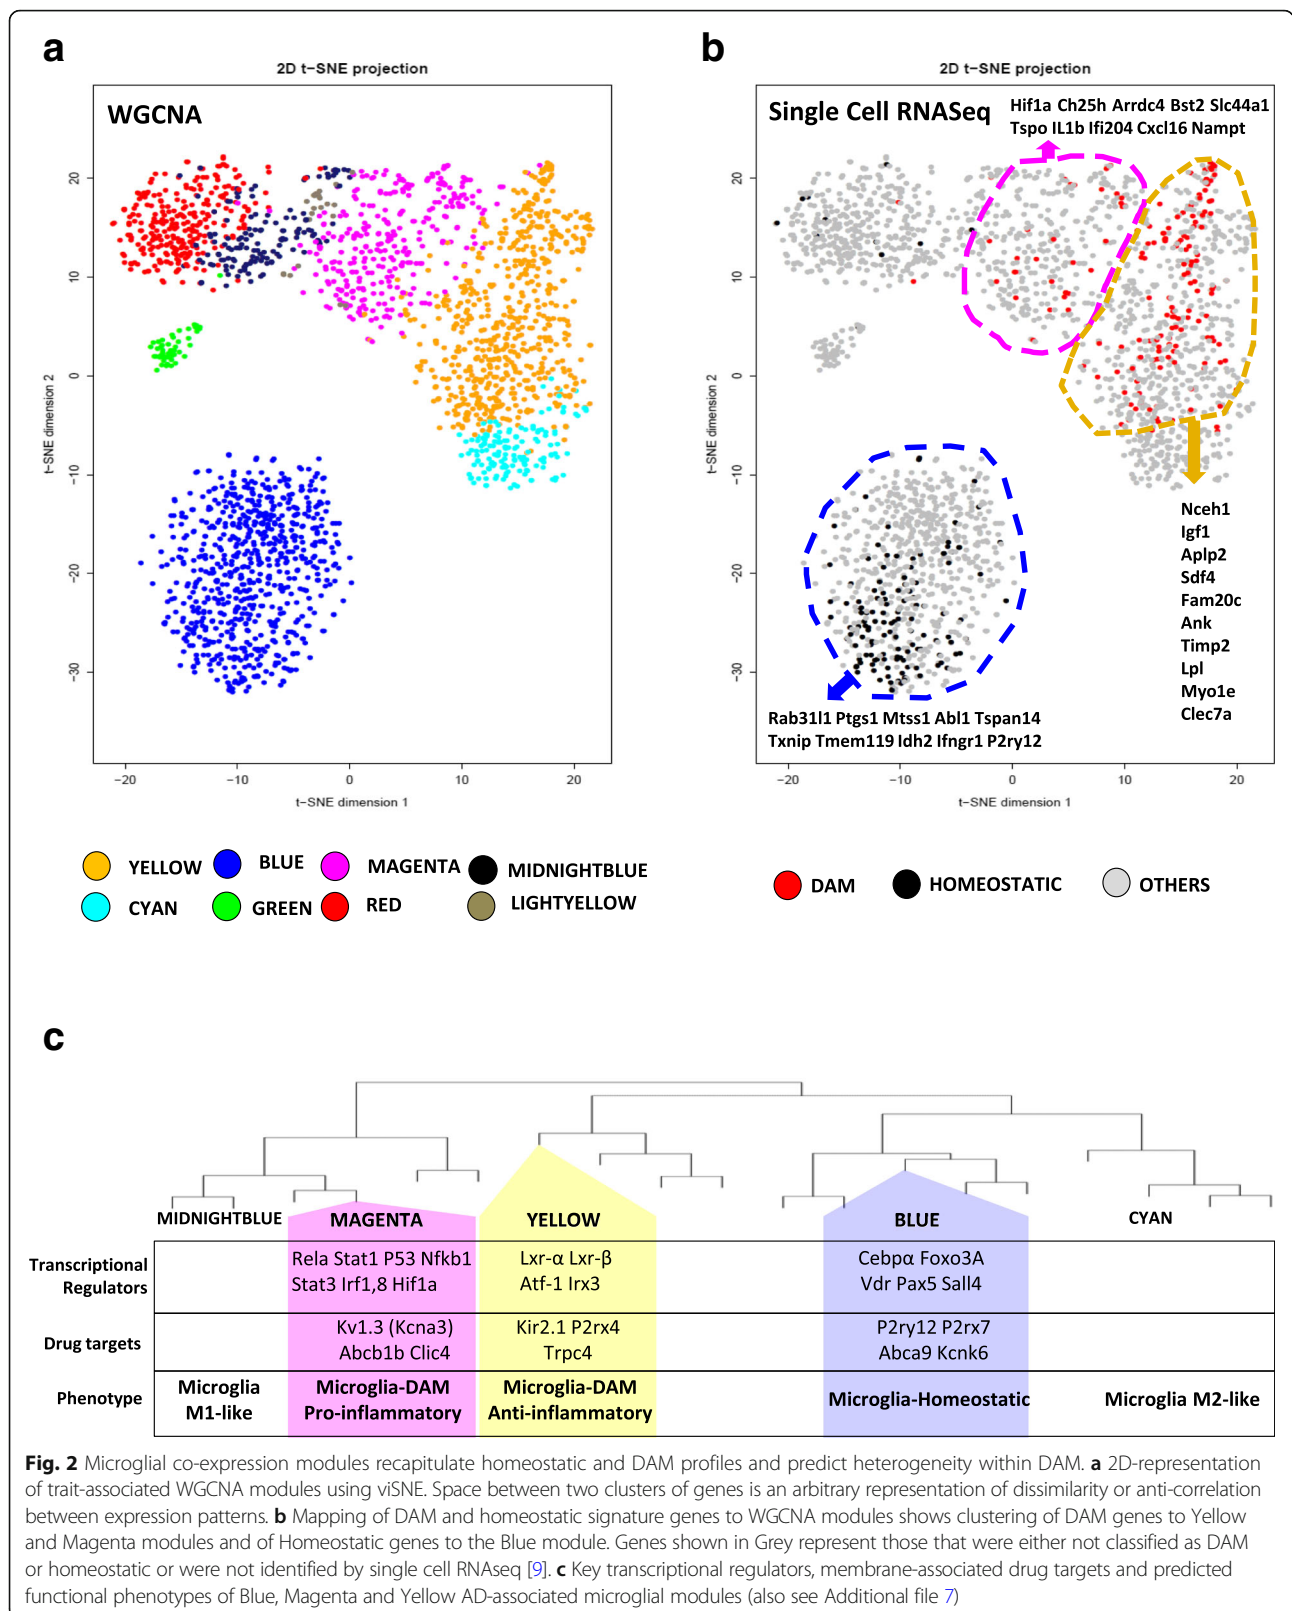 a
2D t−SNE projection
WGCNA
20
10
0
−10
−20
−30
t−SNE dimension 2
−20 −10 0 10 20
t−SNE dimension 1
YELLOW BLUE MAGENTA MIDNIGHTBLUE
CYAN GREEN RED LIGHTYELLOW
b
2D t−SNE projection
Single Cell RNASeq
Hif1a Ch25h Arrdc4 Bst2 Slc44a1
Tspo IL1b Ifi204 Cxcl16 Nampt
20
10
0
−10
−20
−30
t−SNE dimension 2
Nceh1
Igf1
Aplp2
Sdf4
Fam20c
Ank
Timp2
Lpl
Myo1e
Clec7a
Rab31l1 Ptgs1 Mtss1 Abl1 Tspan14
Txnip Tmem119 Idh2 Ifngr1 P2ry12
−20 −10 0 10 20
t−SNE dimension 1
DAM HOMEOSTATIC OTHERS
c
MIDNIGHTBLUE MAGENTA YELLOW BLUE CYAN
Transcriptional Regulators
Rela Stat1 P53 Nfkb1
Stat3 Irf1,8 Hif1a
Lxr-α Lxr-β
Atf-1 Irx3
Cebpα Foxo3A
Vdr Pax5 Sall4
Drug targets
Kv1.3 (Kcna3)
Abcb1b Clic4
Kir2.1 P2rx4
Trpc4
P2ry12 P2rx7
Abca9 Kcnk6
Phenotype
Microglia
M1-like
Microglia-DAM
Pro-inflammatory
Microglia-DAM
Anti-inflammatory
Microglia-Homeostatic
Microglia M2-like
Fig. 2 Microglial co-expression modules recapitulate homeostatic and DAM profiles and predict heterogeneity within DAM. a 2D-representation
of trait-associated WGCNA modules using viSNE. Space between two clusters of genes is an arbitrary representation of dissimilarity or anti-correlation
between expression patterns. b Mapping of DAM and homeostatic signature genes to WGCNA modules shows clustering of DAM genes to Yellow
and Magenta modules and of Homeostatic genes to the Blue module. Genes shown in Grey represent those that were either not classified as DAM
or homeostatic or were not identified by single cell RNAseq [9]. c Key transcriptional regulators, membrane-associated drug targets and predicted
functional phenotypes of Blue, Magenta and Yellow AD-associated microglial modules (also see Additional file 7)